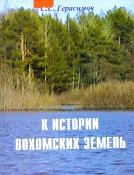 С.С. Герасимов
К ИСТОРИИ
ВОХОМСКИХ ЗЕМЕЛЬ